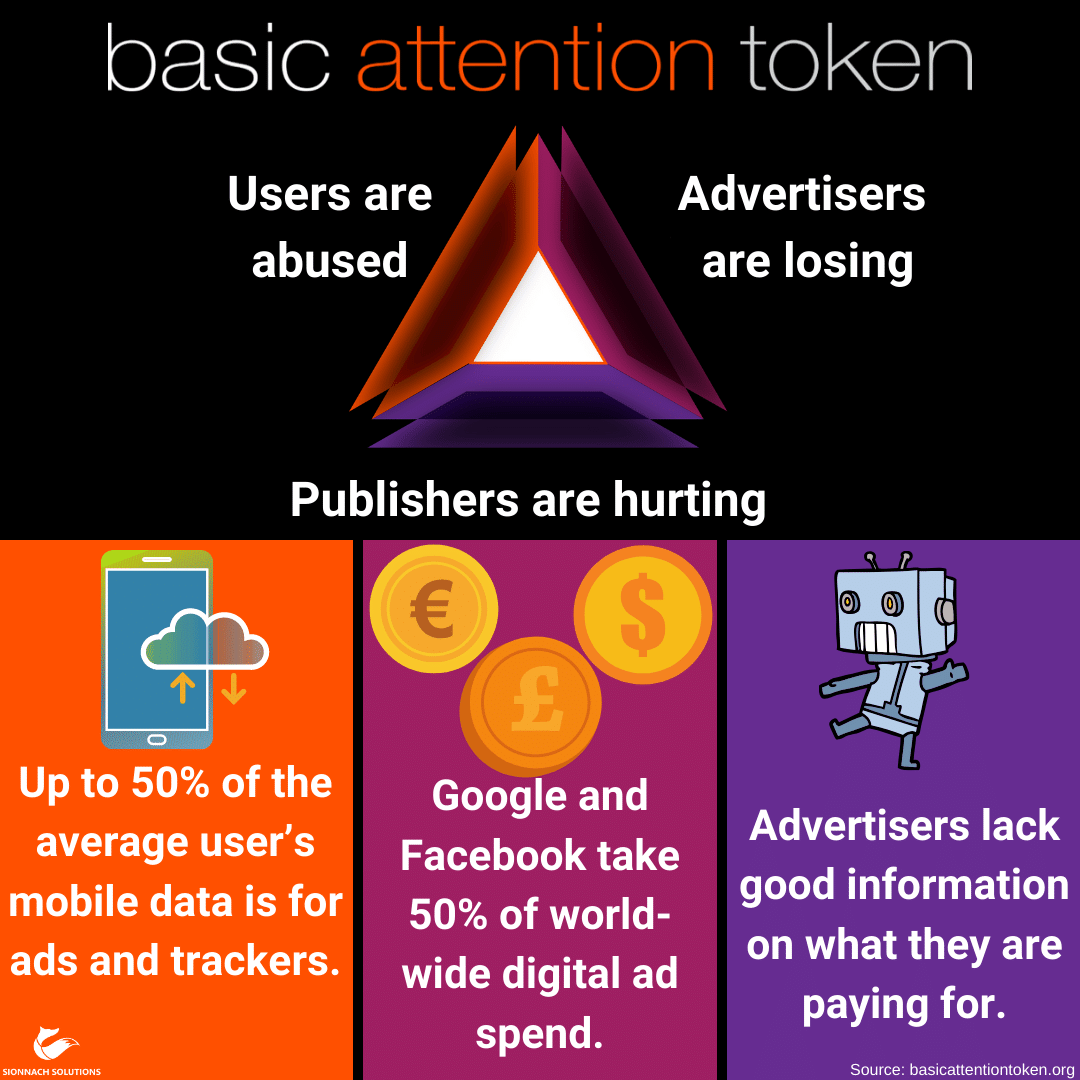 basic attention token
Users are
abused
Advertisers
are losing
Publishers are hurting
€
$
£
Up to 50% of the
average user’s
mobile data is for
ads and trackers.
Google and
Facebook take
50% of world-
wide digital ad
spend.
Advertisers lack
good information
on what they are
paying for.
SIONNACH SOLUTIONS
Source: basicattentiontoken.org